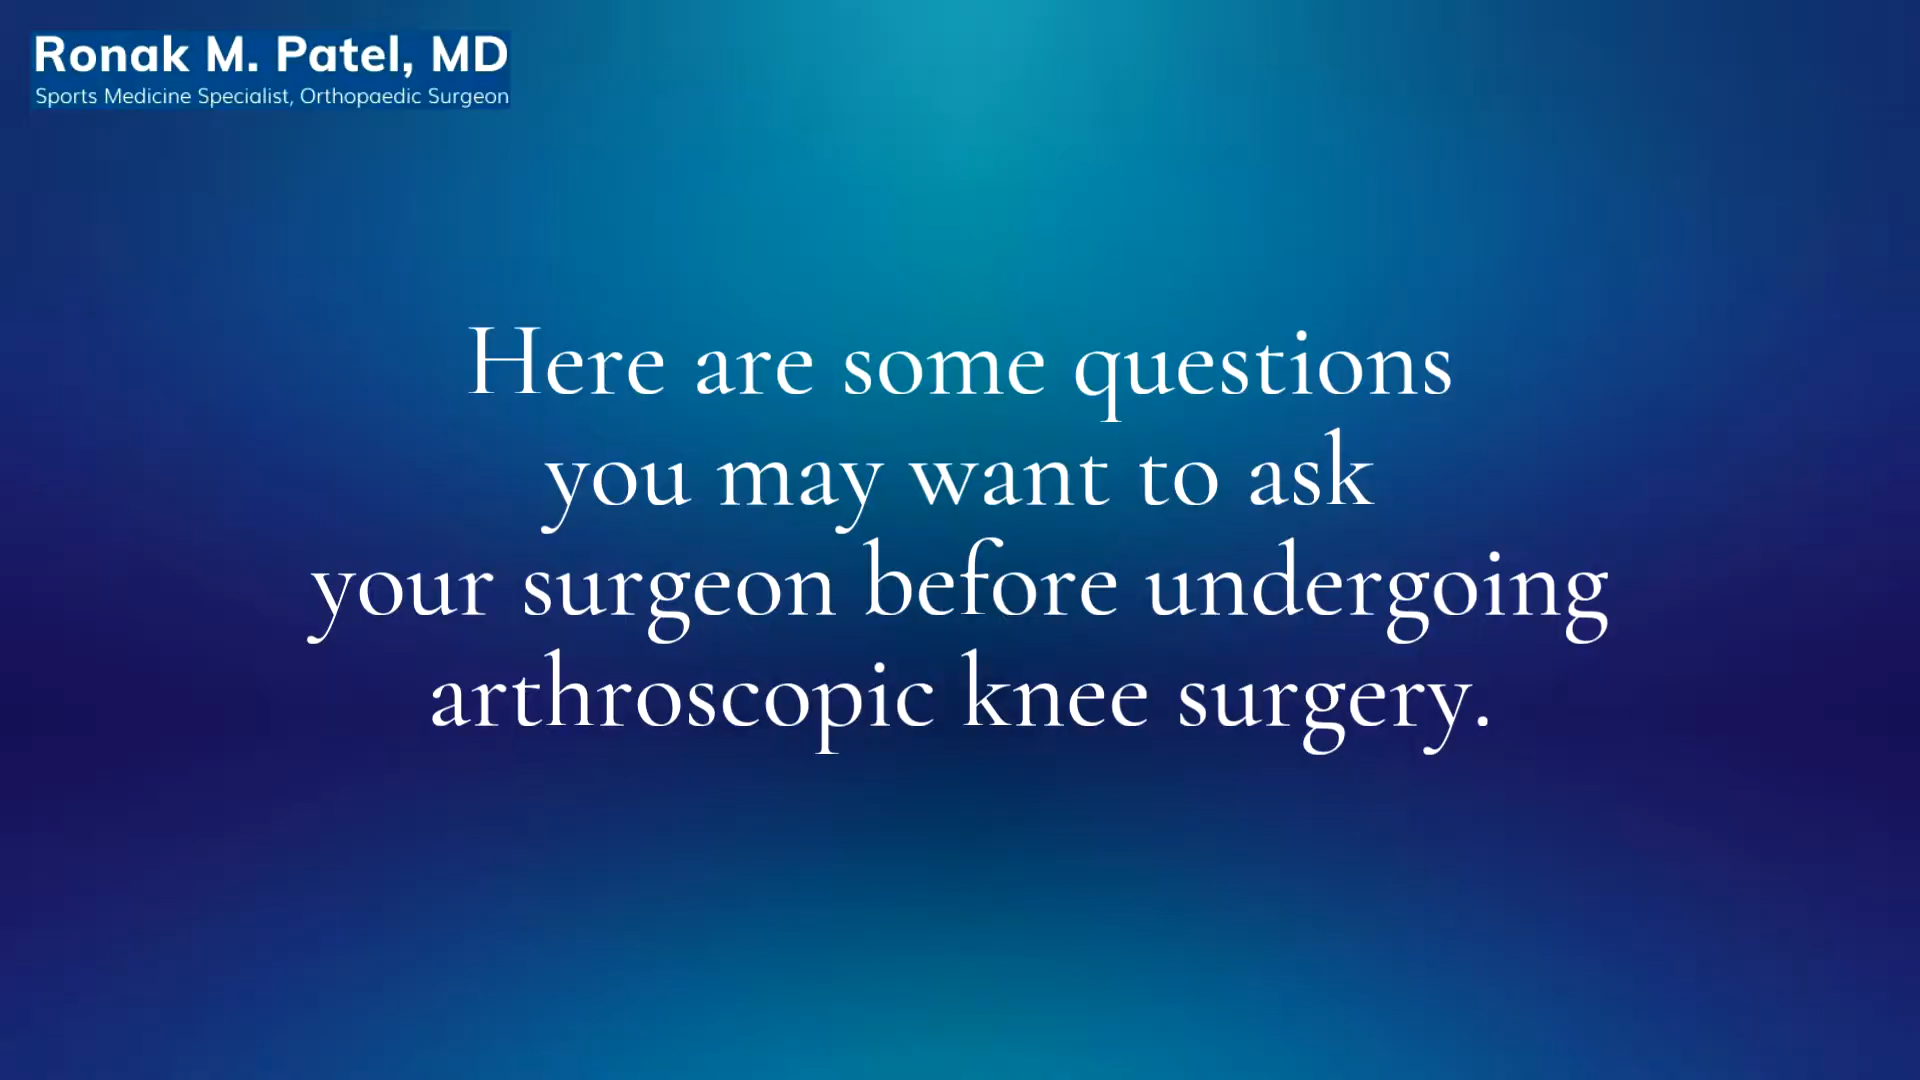 Ronak M. Patel, MD
Sports Medicine Specialist, Orthopaedic Surgeon
Here are some questions
you may want to ask
your surgeon before undergoing
arthroscopic knee surgery.